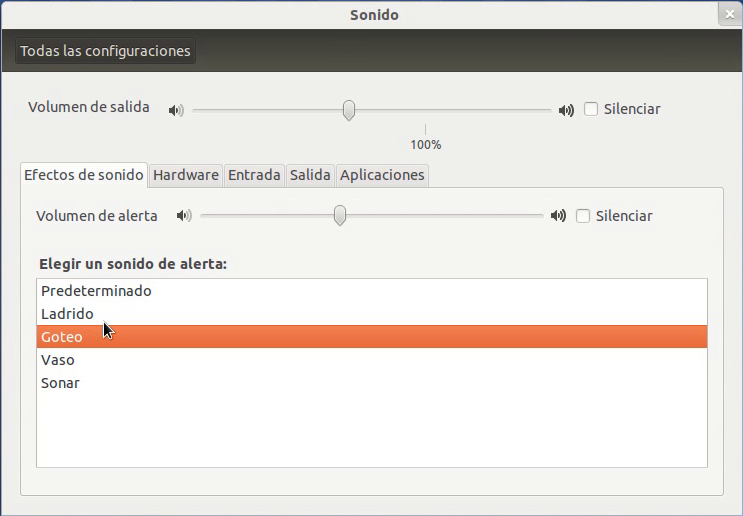 Sonido
Todas las configuraciones
Volumen de salida Silenciar
100%
Efectos de sonido Hardware Entrada Salida Aplicaciones
Volumen de alerta Silenciar
Elegir un sonido de alerta:
Predeterminado
Ladrido
Goteo
Vaso
Sonar